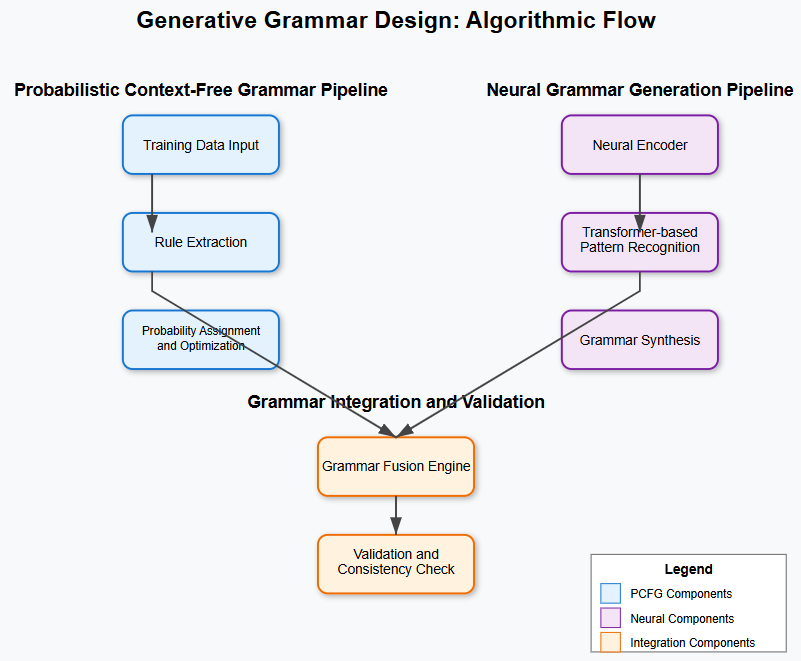 Generative Grammar Design: Algorithmic Flow
Probabilistic Context-Free Grammar Pipeline
Training Data Input
Rule Extraction
Probability Assignment
and Optimization
Neural Grammar Generation Pipeline
Neural Encoder
Transformer-based
Pattern Recognition
Grammar Synthesis
Grammar Integration and Validation
Grammar Fusion Engine
Validation and
Consistency Check
Legend
PCFG Components
Neural Components
Integration Components